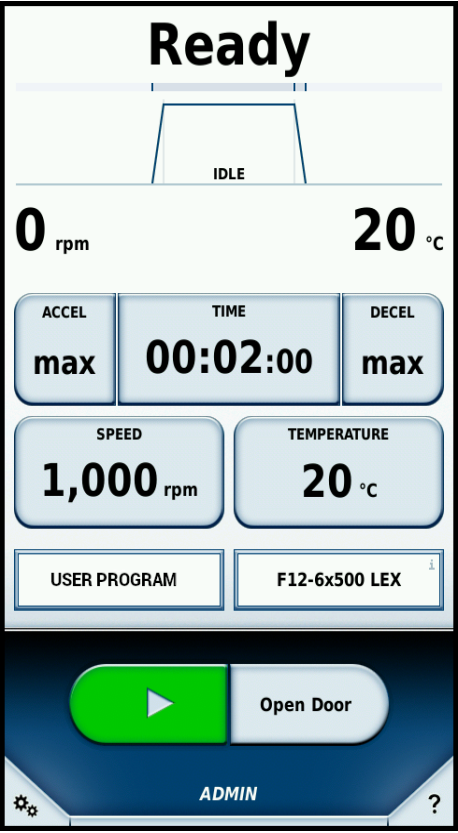 Ready
IDLE
0 rpm 20 °C
ACCEL TIME DECEL
max 00:02:00 max
SPEED TEMPERATURE
1,000 rpm 20 °C
USER PROGRAM F12-6x500 LEX i
Open Door
ADMIN
?